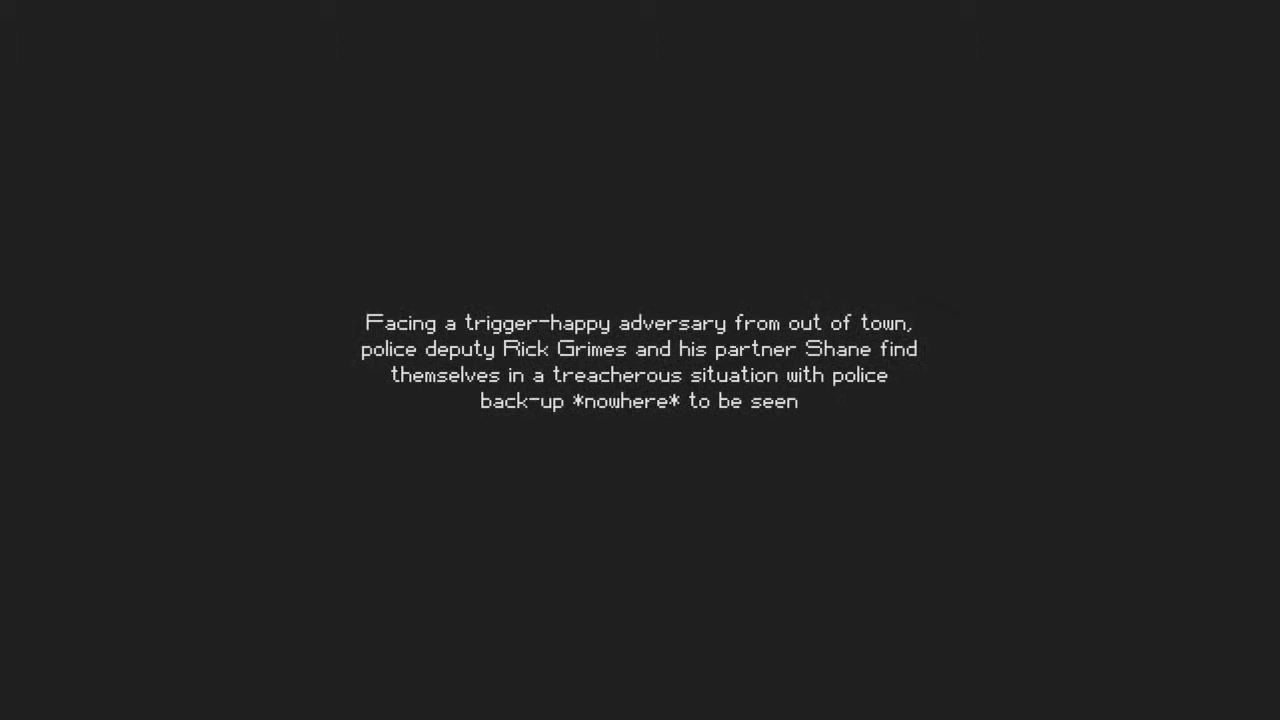 Facing a trigger-happy adversary from out of town,
police deputy Rick Grimes and his partner Shane find
themselves in a treacherous situation with police
back-up *nowhere* to be seen